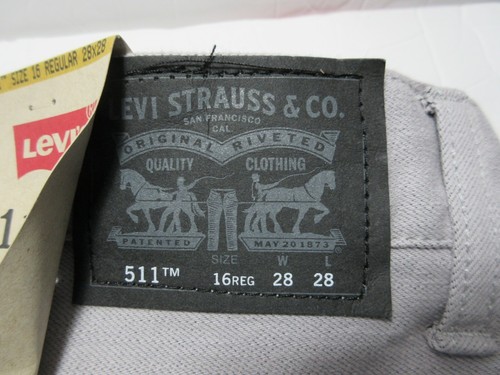 SIZE 16 REGULAR 28X28
Levi's
LEVI STRAUSS & CO.
SAN FRANCISCO
CAL.
ORIGINAL RIVETED
QUALITY CLOTHING
PATENTED MAY 20 1873
SIZE W L
511™ 16REG 28 28